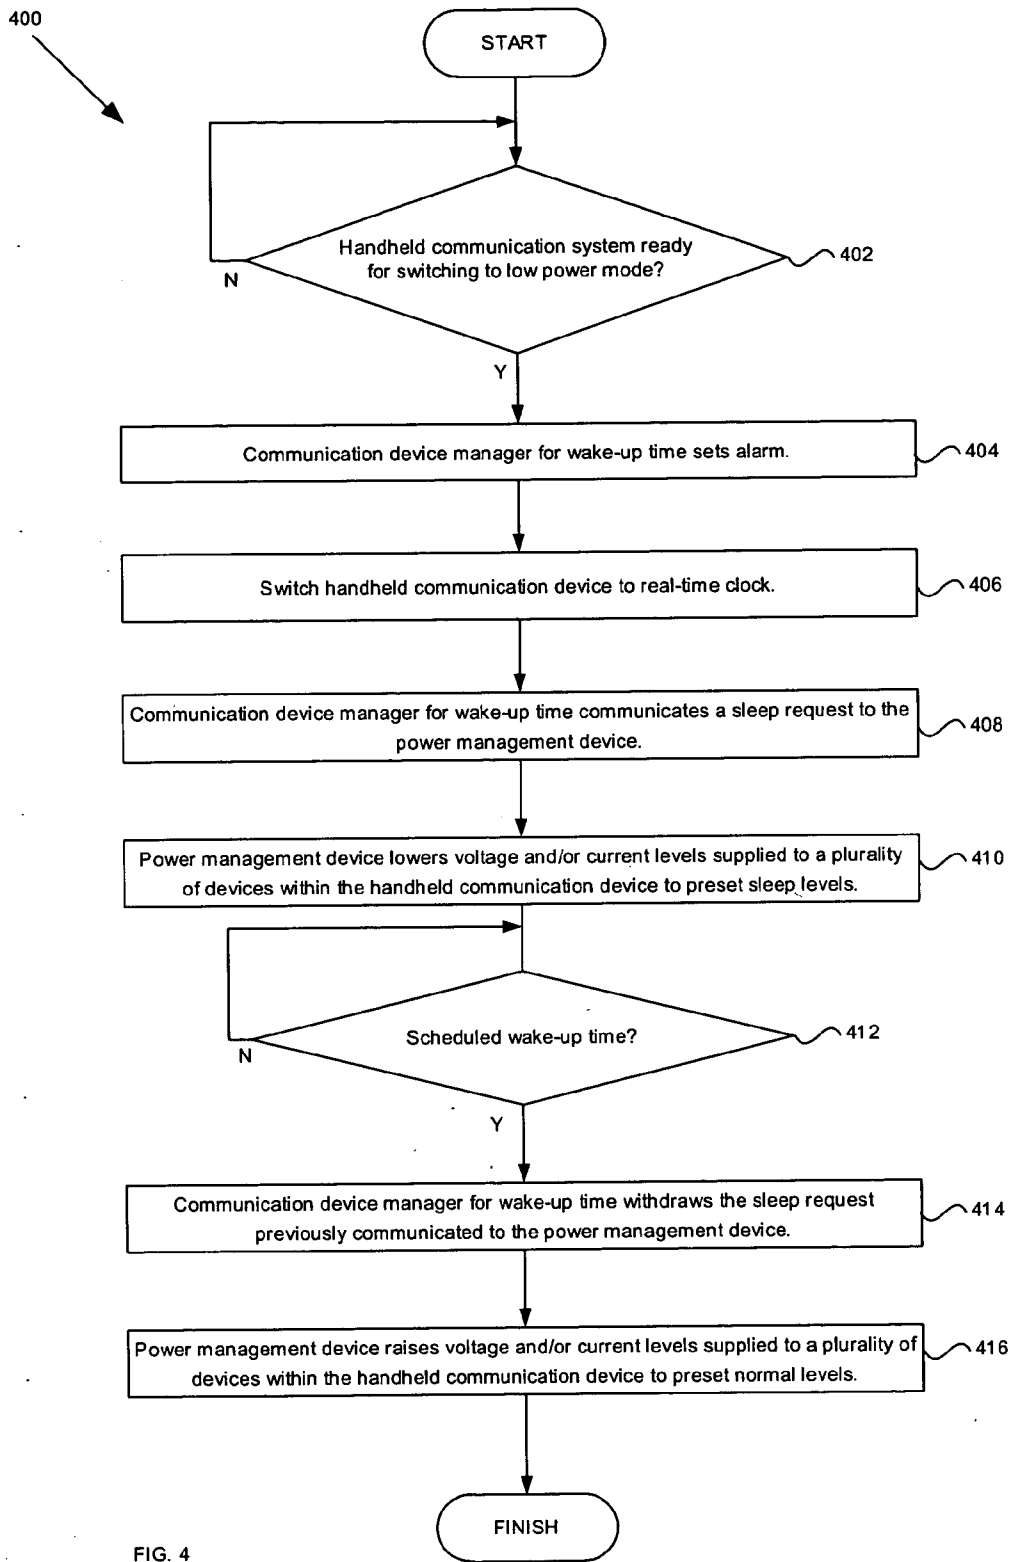 400
START
Handheld communication system ready
for switching to low power mode?
402
N
Y
Communication device manager for wake-up time sets alarm.
404
Switch handheld communication device to real-time clock.
406
Communication device manager for wake-up time communicates a sleep request to the
power management device.
408
Power management device lowers voltage and/or current levels supplied to a plurality
of devices within the handheld communication device to preset sleep levels.
410
Scheduled wake-up time?
412
N
Y
Communication device manager for wake-up time withdraws the sleep request
previously communicated to the power management device.
414
Power management device raises voltage and/or current levels supplied to a plurality of
devices within the handheld communication device to preset normal levels.
416
FINISH
FIG. 4